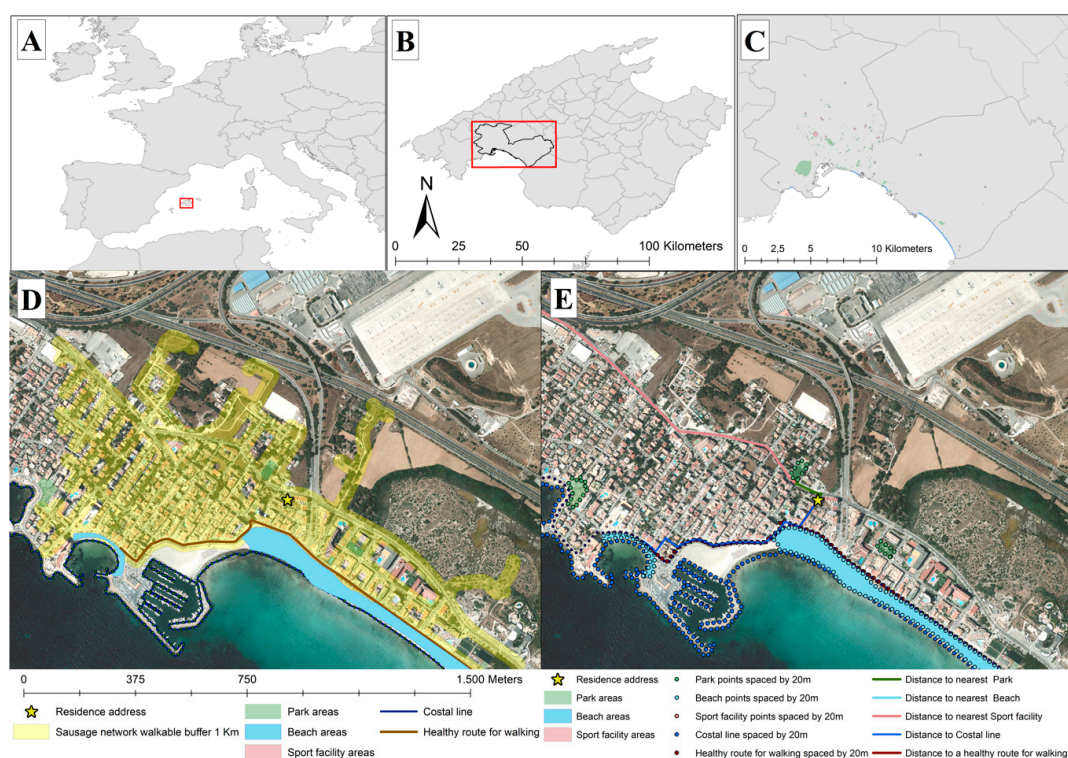 A
B
C
N
0 25 50 100 Kilometers
0 2,5 5 10 Kilometers
D
E
0 375 750 1.500 Meters
Residence address
Sausage network walkable buffer 1 Km
Park areas
Beach areas
Sport facility areas
Costal line
Healthy route for walking
Residence address
Park areas
Beach areas
Sport facility areas
Park points spaced by 20m
Beach points spaced by 20m
Sport facility points spaced by 20m
Costal line spaced by 20m
Healthy route for walking spaced by 20m
Distance to nearest Park
Distance to nearest Beach
Distance to nearest Sport facility
Distance to Costal line
Distance to a healthy route for walking